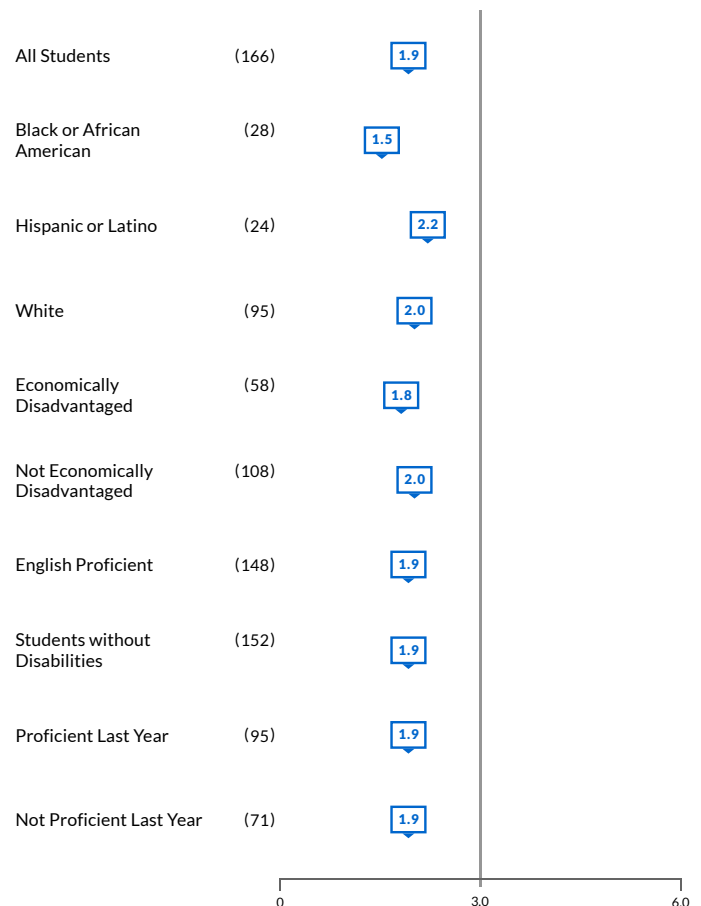 All Students (166) 1.9
Black or African (28) 1.5
American
Hispanic or Latino (24) 2.2
White (95) 2.0
Economically (58) 1.8
Disadvantaged
Not Economically (108) 2.0
Disadvantaged
English Proficient (148) 1.9
Students without (152) 1.9
Disabilities
Proficient Last Year (95) 1.9
Not Proficient Last Year (71) 1.9
0 3.0 6.0